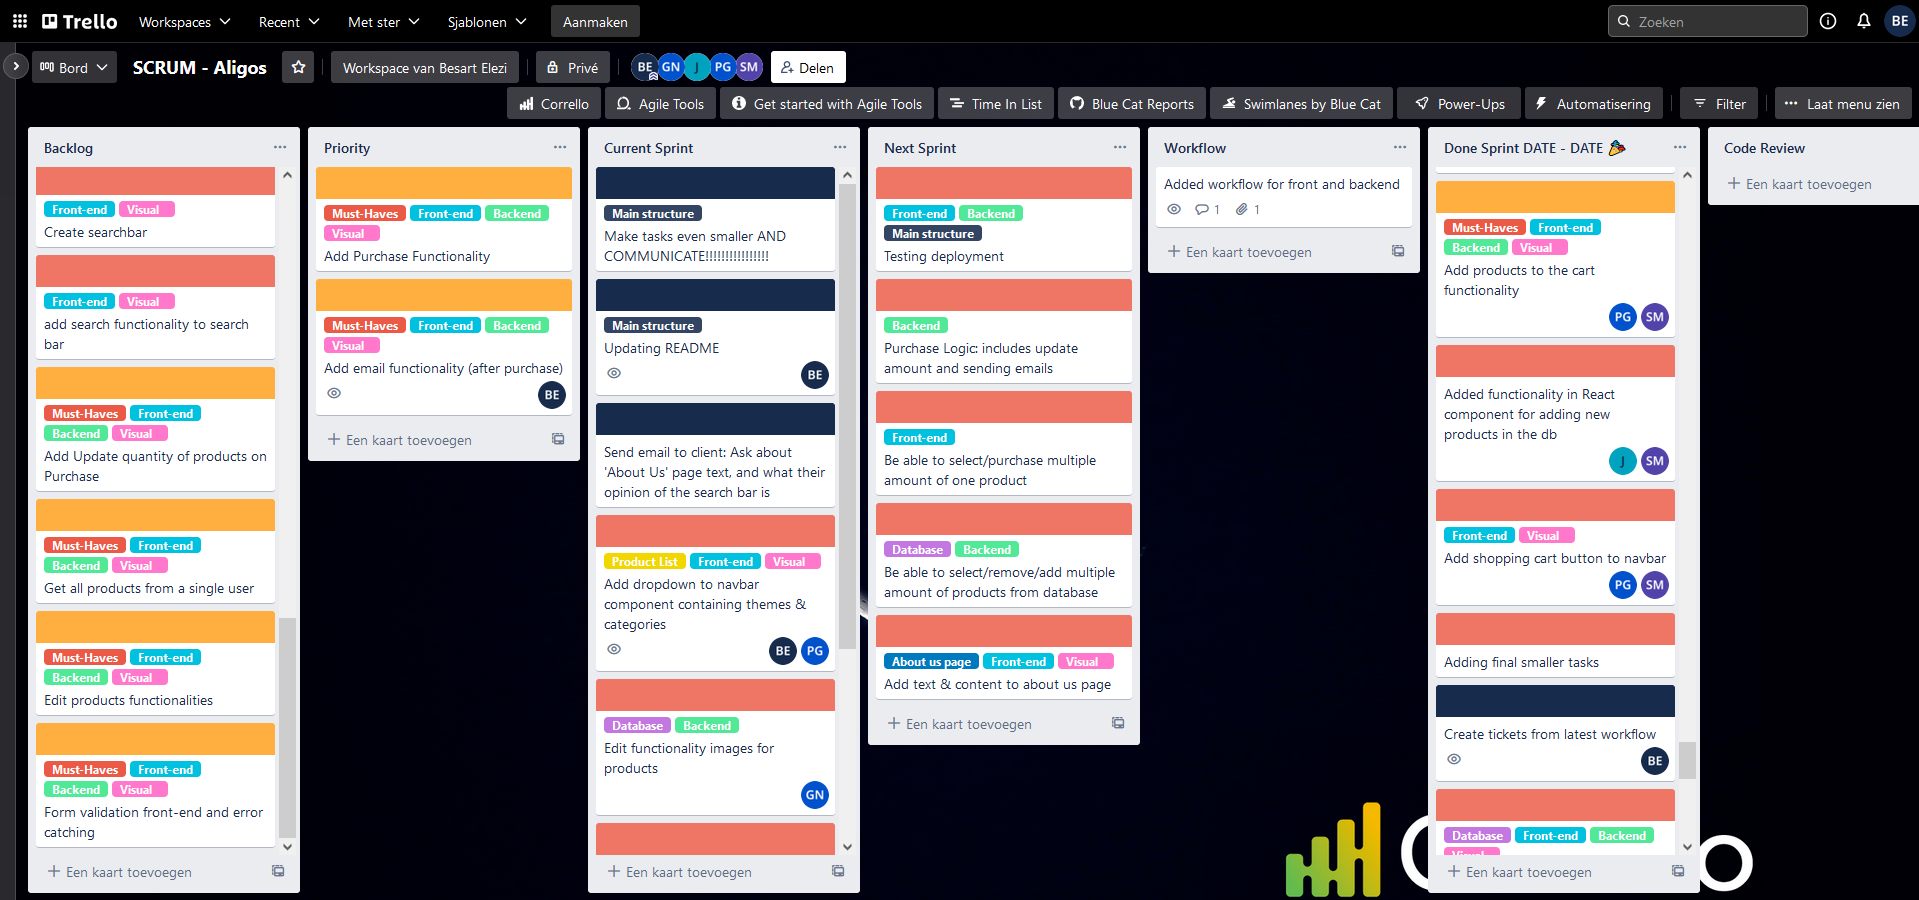 Trello
Workspaces
Recent
Met ster
Sjablonen
Aanmaken
Zoeken
BE
Bord
SCRUM - Aligos
Workspace van Besart Elezi
Privé
BE
GN
J
PG
SM
Delen
Corrello
Agile Tools
Get started with Agile Tools
Time In List
Blue Cat Reports
Swimlanes by Blue Cat
Power-Ups
Automatisering
Filter
Laat menu zien
Backlog
Front-end Visual
Create searchbar
Front-end Visual
add search functionality to search
bar
Must-Haves Front-end
Backend Visual
Add Update quantity of products on
Purchase
Must-Haves Front-end
Backend Visual
Get all products from a single user
Must-Haves Front-end
Backend Visual
Edit products functionalities
Must-Haves Front-end
Backend Visual
Form validation front-end and error
catching
Een kaart toevoegen
Priority
Must-Haves Front-end Backend
Visual
Add Purchase Functionality
Must-Haves Front-end Backend
Visual
Add email functionality (after purchase)
BE
Een kaart toevoegen
Current Sprint
Main structure
Make tasks even smaller AND
COMMUNICATE!!!!!!!!!!!!!!!!
Main structure
Updating README
BE
Send email to client: Ask about
'About Us' page text, and what their
opinion of the search bar is
Product List Front-end Visual
Add dropdown to navbar
component containing themes &
categories
BE PG
Database Backend
Edit functionality images for
products
GN
Een kaart toevoegen
Next Sprint
Front-end Backend
Main structure
Testing deployment
Backend
Purchase Logic: includes update
amount and sending emails
Front-end
Be able to select/purchase multiple
amount of one product
Database Backend
Be able to select/remove/add multiple
amount of products from database
About us page Front-end Visual
Add text & content to about us page
Een kaart toevoegen
Workflow
Added workflow for front and backend
1 1
Een kaart toevoegen
Done Sprint DATE - DATE 🎉
Must-Haves Front-end
Backend Visual
Add products to the cart
functionality
PG SM
Added functionality in React
component for adding new
products in the db
J SM
Front-end Visual
Add shopping cart button to navbar
PG SM
Adding final smaller tasks
Create tickets from latest workflow
BE
Database Front-end Backend
Visual
Een kaart toevoegen
Code Review
Een kaart toevoegen